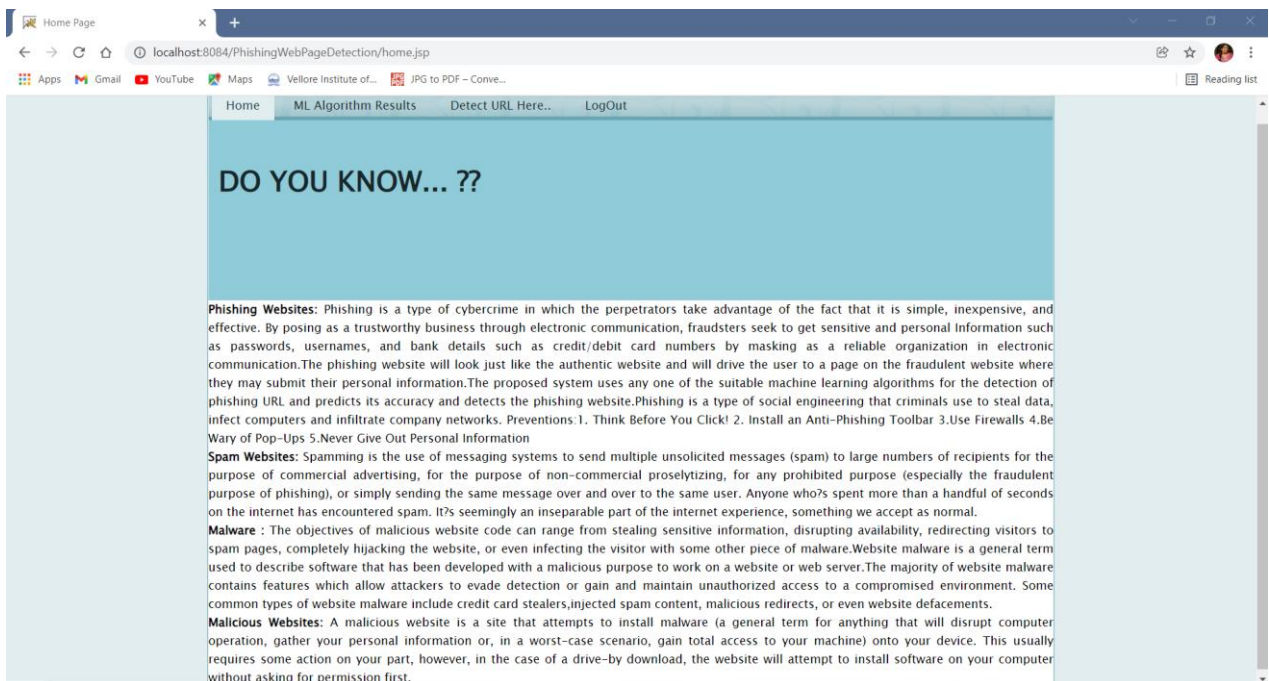 Home Page
localhost:8084/PhishingWebPageDetection/home.jsp
Apps Gmail YouTube Maps Vellore Institute of... JPG to PDF – Conve... Reading list
Home ML Algorithm Results Detect URL Here.. LogOut
DO YOU KNOW... ??
Phishing Websites: Phishing is a type of cybercrime in which the perpetrators take advantage of the fact that it is simple, inexpensive, and
effective. By posing as a trustworthy business through electronic communication, fraudsters seek to get sensitive and personal Information such
as passwords, usernames, and bank details such as credit/debit card numbers by masking as a reliable organization in electronic
communication.The phishing website will look just like the authentic website and will drive the user to a page on the fraudulent website where
they may submit their personal information.The proposed system uses any one of the suitable machine learning algorithms for the detection of
phishing URL and predicts its accuracy and detects the phishing website.Phishing is a type of social engineering that criminals use to steal data,
infect computers and infiltrate company networks. Preventions:1. Think Before You Click! 2. Install an Anti-Phishing Toolbar 3.Use Firewalls 4.Be
Wary of Pop-Ups 5.Never Give Out Personal Information
Spam Websites: Spamming is the use of messaging systems to send multiple unsolicited messages (spam) to large numbers of recipients for the
purpose of commercial advertising, for the purpose of non-commercial proselytizing, for any prohibited purpose (especially the fraudulent
purpose of phishing), or simply sending the same message over and over to the same user. Anyone who?s spent more than a handful of seconds
on the internet has encountered spam. It?s seemingly an inseparable part of the internet experience, something we accept as normal.
Malware : The objectives of malicious website code can range from stealing sensitive information, disrupting availability, redirecting visitors to
spam pages, completely hijacking the website, or even infecting the visitor with some other piece of malware.Website malware is a general term
used to describe software that has been developed with a malicious purpose to work on a website or web server.The majority of website malware
contains features which allow attackers to evade detection or gain and maintain unauthorized access to a compromised environment. Some
common types of website malware include credit card stealers,injected spam content, malicious redirects, or even website defacements.
Malicious Websites: A malicious website is a site that attempts to install malware (a general term for anything that will disrupt computer
operation, gather your personal information or, in a worst-case scenario, gain total access to your machine) onto your device. This usually
requires some action on your part, however, in the case of a drive-by download, the website will attempt to install software on your computer
without asking for permission first.